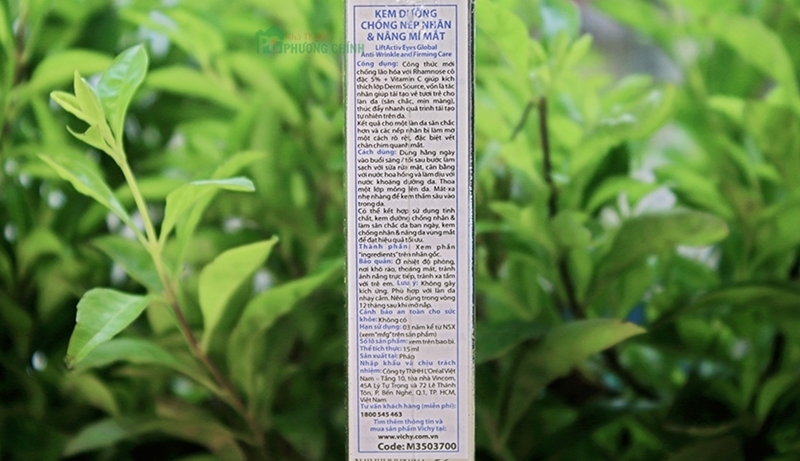 Nhà Thuốc
PHƯƠNG CHÍNH
KEM DƯỠNG
CHỐNG NẾP NHĂN
& NÂNG MÍ MẮT
LiftActiv Eyes Global
Anti-Wrinkle and Firming Care
Công dụng: Công thức mới
chống lão hóa với Rhamnose cô
đặc 5% + Vitamin C giúp kích
thích lớp Derm Source, vốn là tác
nhân giúp tái tạo vẻ tươi trẻ cho
làn da (săn chắc, mịn màng),
thúc đẩy nhanh quá trình tái tạo
tự nhiên trên da.
Kết quả cho một làn da săn chắc
hơn và các nếp nhăn bị làm mờ
một cách rõ rệt, đặc biệt vết
chân chim quanh mắt.
Cách dùng: Dùng hằng ngày
vào buổi sáng / tối sau bước làm
sạch với sữa rửa mặt, cân bằng
với nước hoa hồng và làm dịu với
nước khoáng dưỡng da. Thoa
một lớp mỏng lên da. Mát-xa
nhẹ nhàng để kem thấm sâu vào
trong da.
Có thể kết hợp sử dụng tinh
chất, kem dưỡng chống nhăn &
làm săn chắc da ban ngày, kem
chống nhăn & nâng da vùng mắt
để đạt hiệu quả tối ưu.
Thành phần: Xem phần
"ingredients" trên nhãn gốc.
Bảo quản: Ở nhiệt độ phòng,
nơi khô ráo, thoáng mát, tránh
ánh nắng trực tiếp, tránh xa tầm
với trẻ em. Lưu ý: Không gây
kích ứng. Phù hợp với làn da
nhạy cảm. Nên dùng trong vòng
12 tháng sau khi mở nắp.
Cảnh báo an toàn cho sức
khỏe: Không có
Hạn sử dụng: 03 năm kể từ NSX
(xem "mfg" trên sản phẩm)
Số lô sản phẩm: xem trên bao bì.
Thể tích thực: 15 ml
Sản xuất tại: Pháp
Nhập khẩu và chịu trách
nhiệm: Công ty TNHH L'Oréal Việt
Nam – Tầng 10, tòa nhà Vincom,
45A Lý Tự Trọng và 72 Lê Thánh
Tôn, P. Bến Nghé, Q.1, TP. HCM,
Việt Nam
Tư vấn khách hàng (miễn phí):
1800 545 463
Tìm thêm thông tin và
mua sản phẩm Vichy tại:
www.vichy.com.vn
Code: M3503700